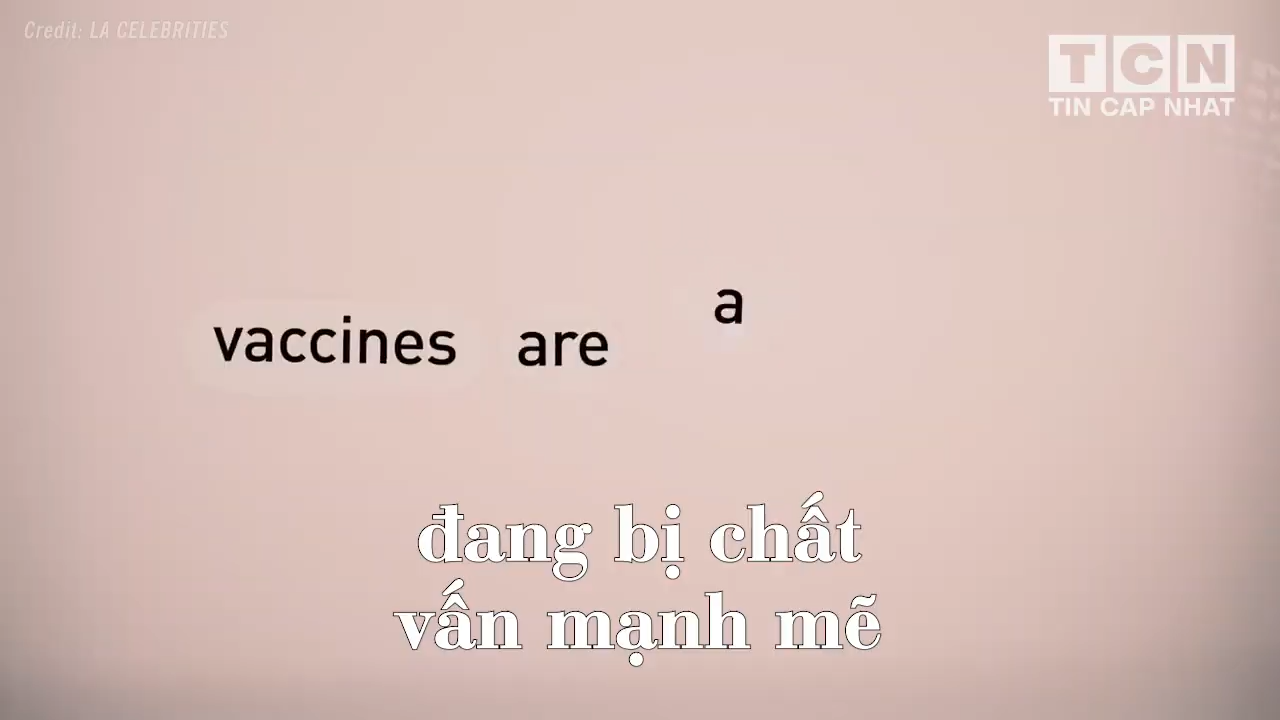 Credit: LA CELEBRITIES
TCN
TIN CAP NHAT
vaccines are a
đang bị chất
vấn mạnh mẽ